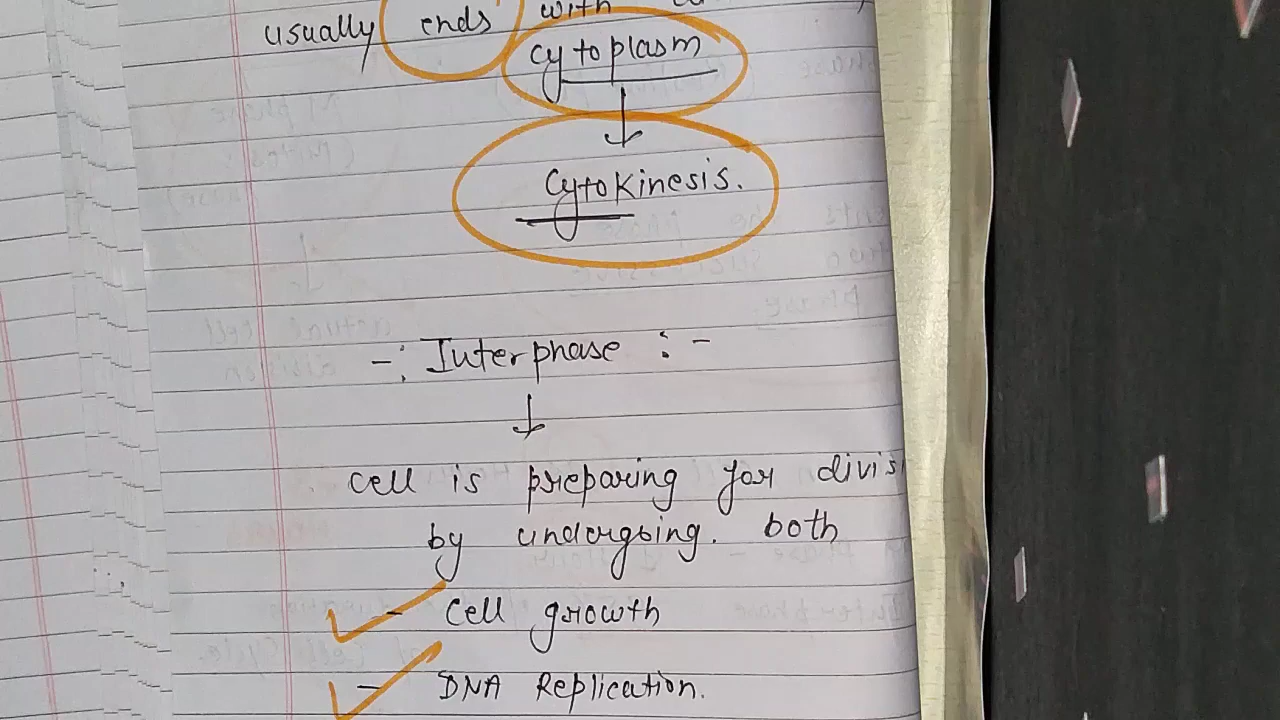 usually ends with
cytoplasm
↓
Cytokinesis.
-: Interphase :-
↓
cell is preparing for divis
by undergoing. both
- cell growth
- DNA Replication.